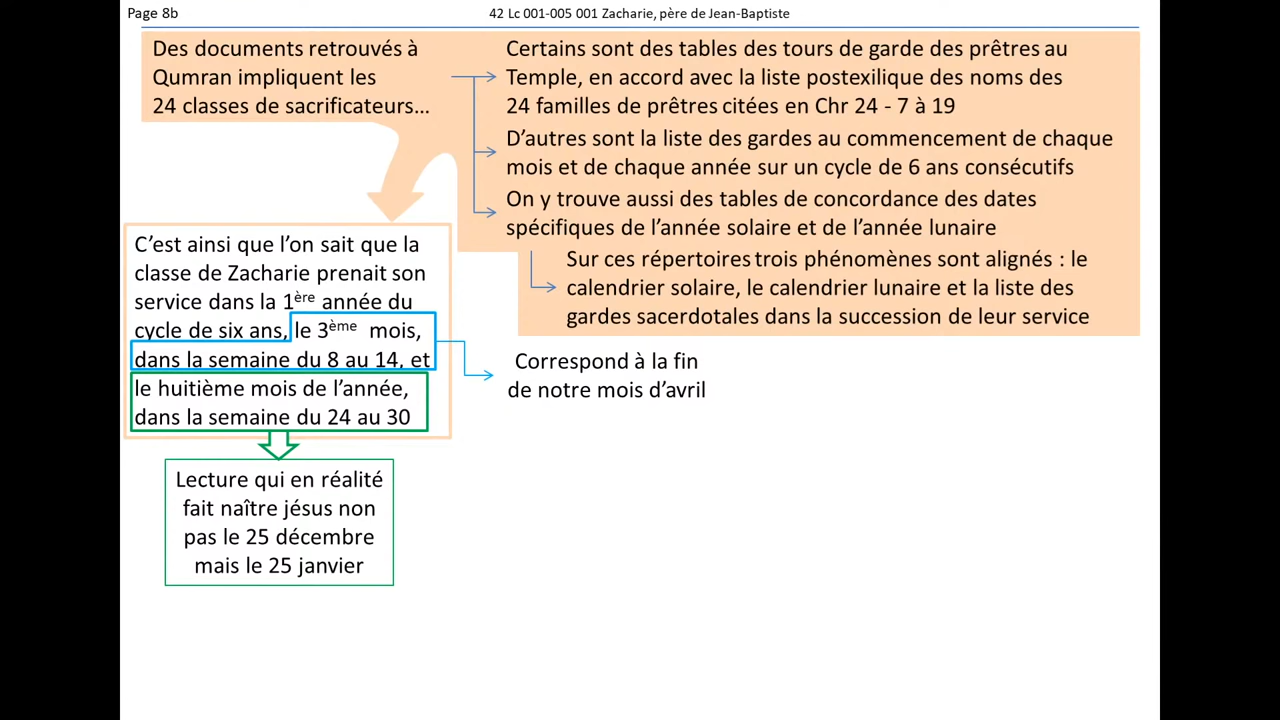 Page 8b
42 Lc 001-005 001 Zacharie, père de Jean-Baptiste
Des documents retrouvés à
Qumran impliquent les
24 classes de sacrificateurs…
Certains sont des tables des tours de garde des prêtres au
Temple, en accord avec la liste postexilique des noms des
24 familles de prêtres citées en Chr 24 - 7 à 19
D’autres sont la liste des gardes au commencement de chaque
mois et de chaque année sur un cycle de 6 ans consécutifs
On y trouve aussi des tables de concordance des dates
spécifiques de l’année solaire et de l’année lunaire
Sur ces répertoires trois phénomènes sont alignés : le
calendrier solaire, le calendrier lunaire et la liste des
gardes sacerdotales dans la succession de leur service
C’est ainsi que l’on sait que la
classe de Zacharie prenait son
service dans la 1ère année du
cycle de six ans, le 3ème mois,
dans la semaine du 8 au 14, et
le huitième mois de l’année,
dans la semaine du 24 au 30
Correspond à la fin
de notre mois d’avril
Lecture qui en réalité
fait naître jésus non
pas le 25 décembre
mais le 25 janvier